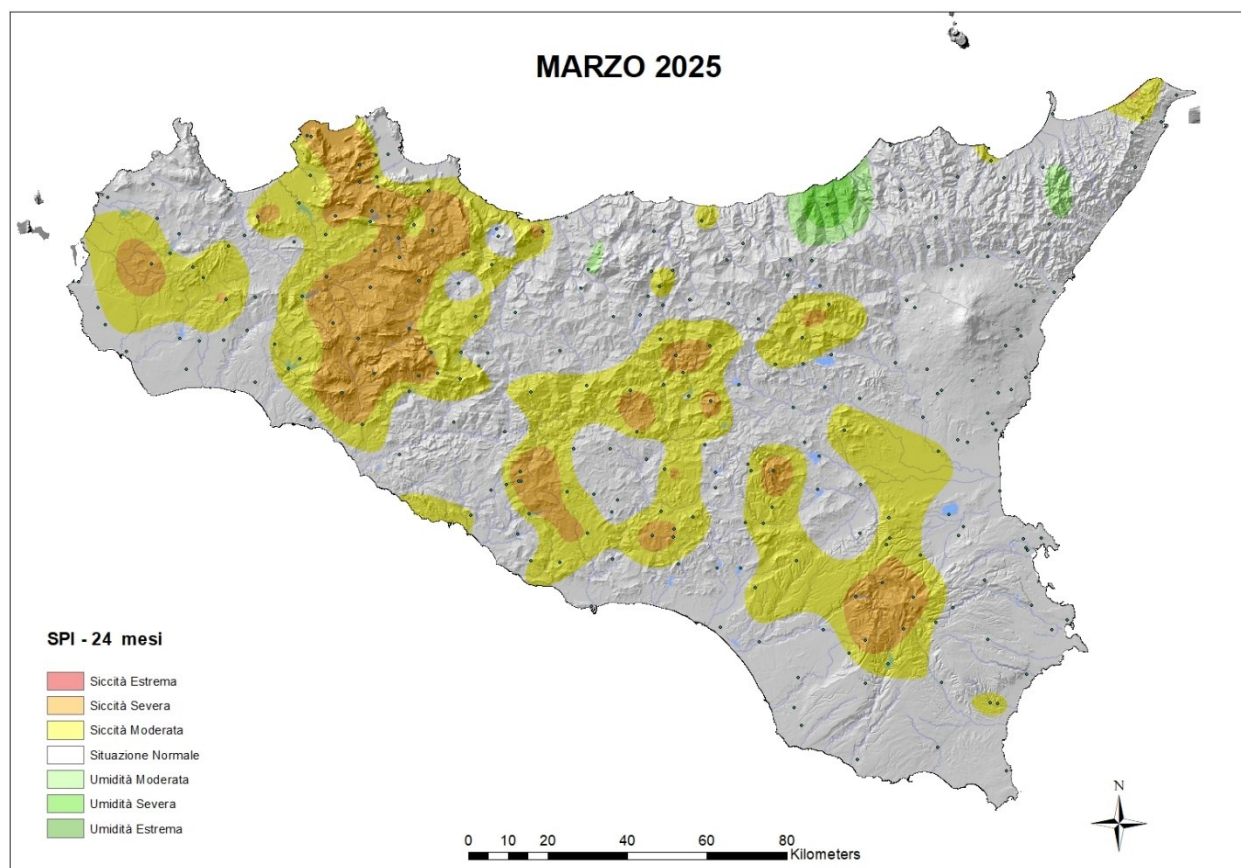 MARZO 2025
SPI - 24 mesi
Siccità Estrema
Siccità Severa
Siccità Moderata
Situazione Normale
Umidità Moderata
Umidità Severa
Umidità Estrema
N
0 10 20 40 60 80
Kilometers